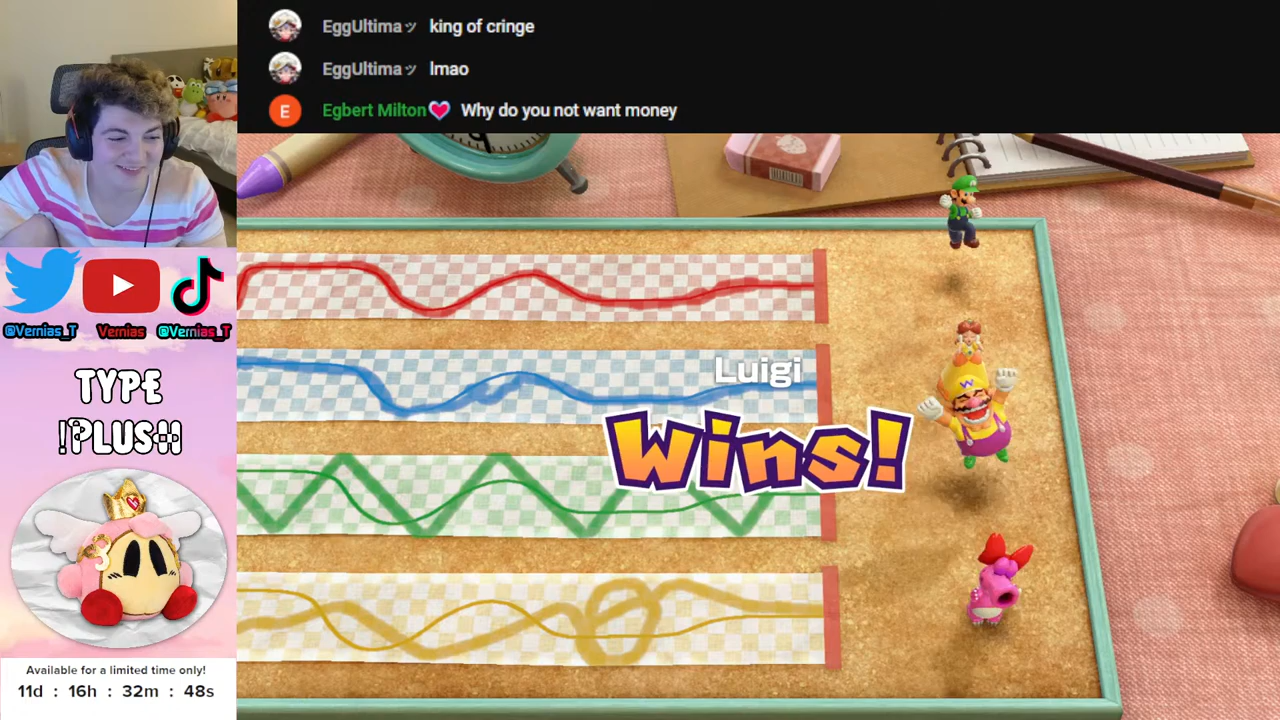 EggUltimaッ king of cringe
EggUltimaッ lmao
E Egbert Milton💗 Why do you not want money
Luigi
Wins!
W
@Vernias_T Vernias @Vernias_T
TYPE
!PLUSH
Available for a limited time only!
11d : 16h : 32m : 48s